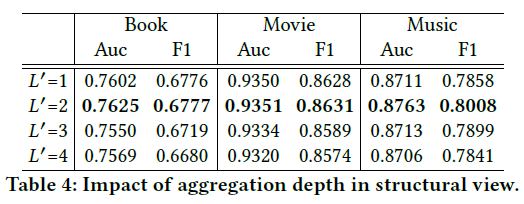 Book Movie Music
Auc F1 Auc F1 Auc F1
L′=1 0.7602 0.6776 0.9350 0.8628 0.8711 0.7858
L′=2 0.7625 0.6777 0.9351 0.8631 0.8763 0.8008
L′=3 0.7550 0.6719 0.9334 0.8589 0.8713 0.7899
L′=4 0.7569 0.6680 0.9320 0.8574 0.8706 0.7841
Table 4: Impact of aggregation depth in structural view.